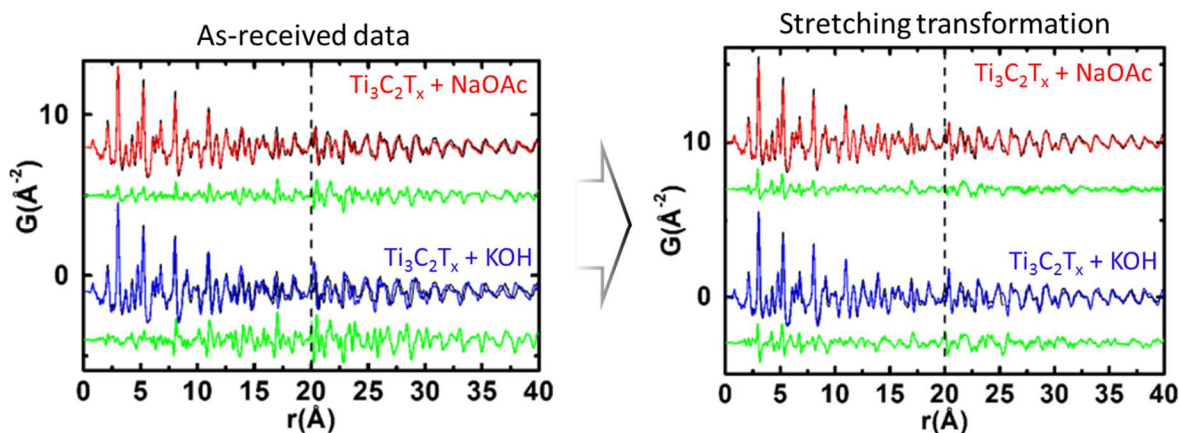 As-received data
Stretching transformation
Ti₃C₂Tₓ + NaOAc
10
G(Å⁻²)
Ti₃C₂Tₓ + KOH
0
0 5 10 15 20 25 30 35 40
r(Å)
Ti₃C₂Tₓ + NaOAc
10
G(Å⁻²)
Ti₃C₂Tₓ + KOH
0
0 5 10 15 20 25 30 35 40
r(Å)